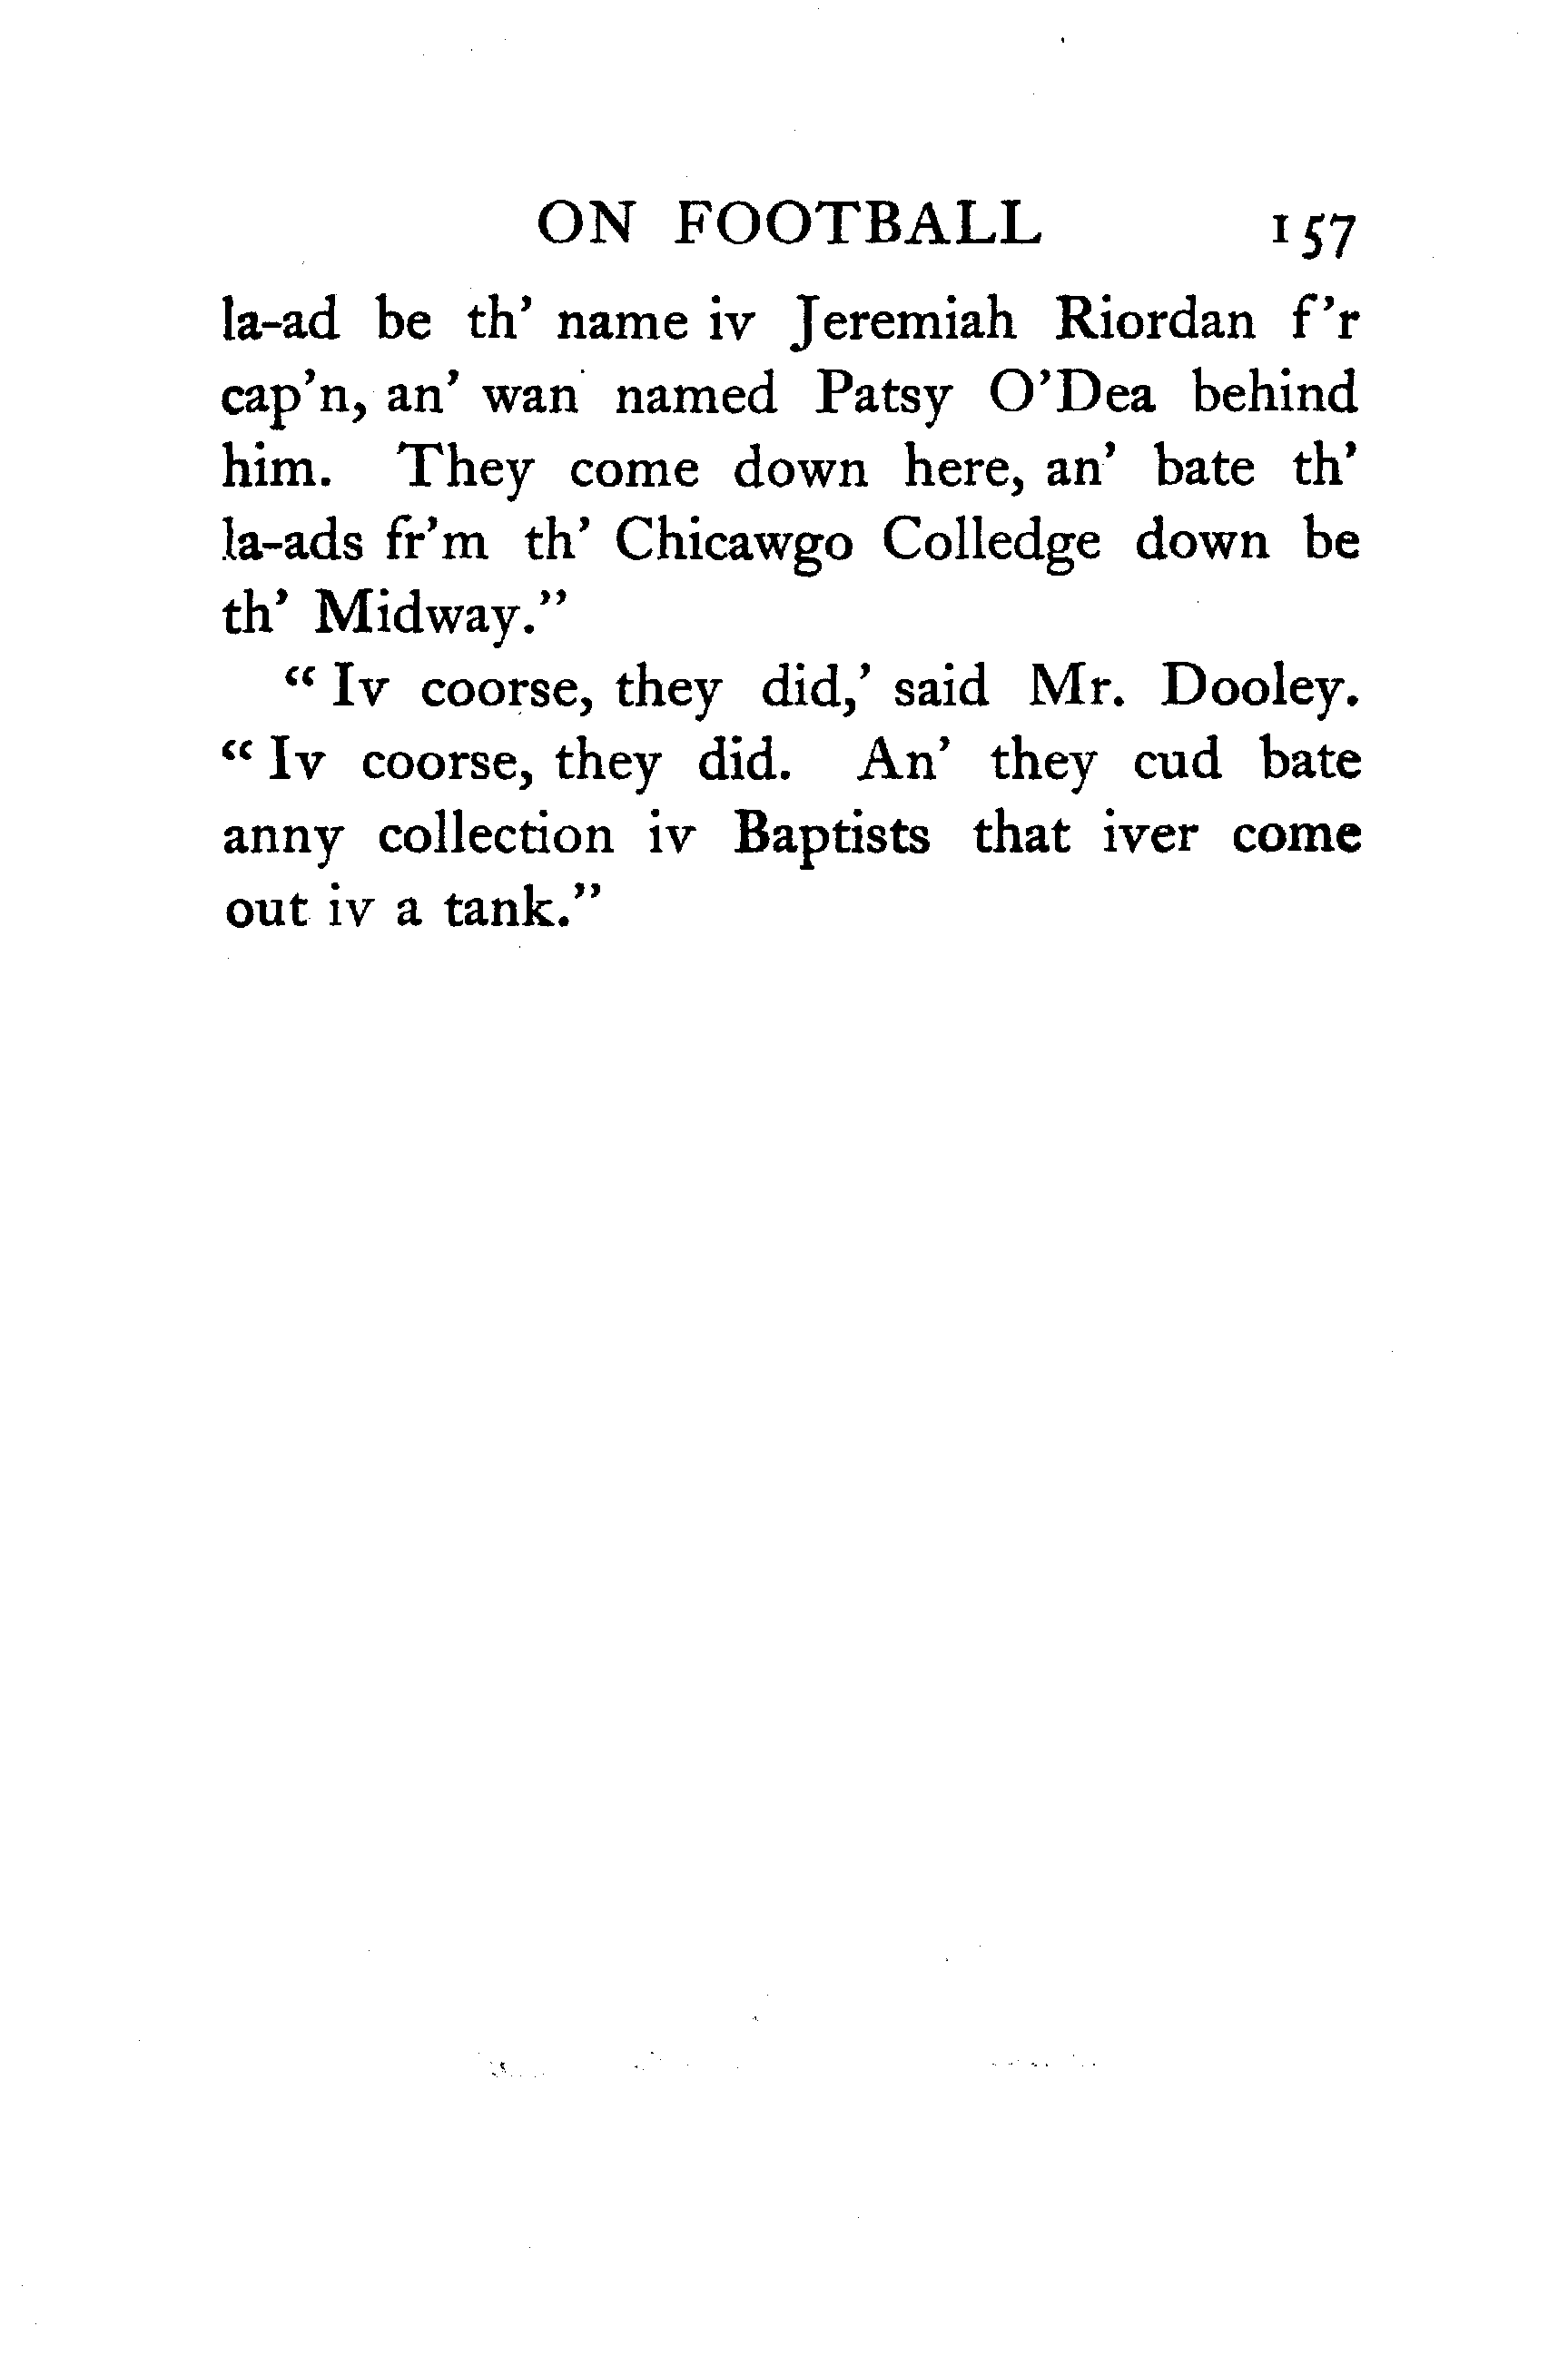 ON FOOTBALL 157
la-ad be th' name iv Jeremiah Riordan f'r
cap'n, an' wan named Patsy O'Dea behind
him. They come down here, an' bate th'
la-ads fr'm th' Chicawgo Colledge down be
th' Midway."
" Iv coorse, they did,' said Mr. Dooley.
" Iv coorse, they did. An' they cud bate
anny collection iv Baptists that iver come
out iv a tank."